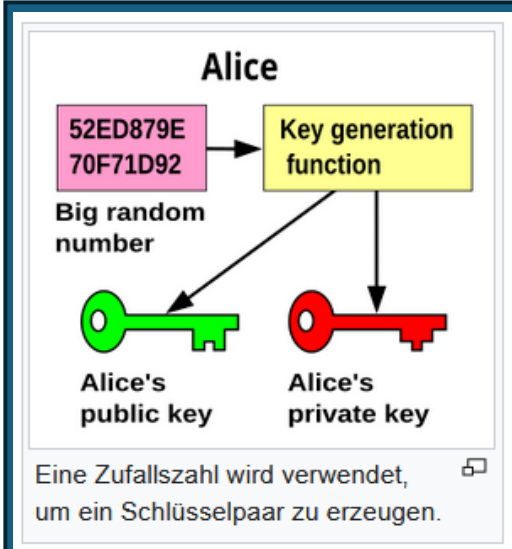 Alice
52ED879E
70F71D92
Key generation
function
Big random
number
Alice's
public key
Alice's
private key
Eine Zufallszahl wird verwendet,
um ein Schlüsselpaar zu erzeugen.